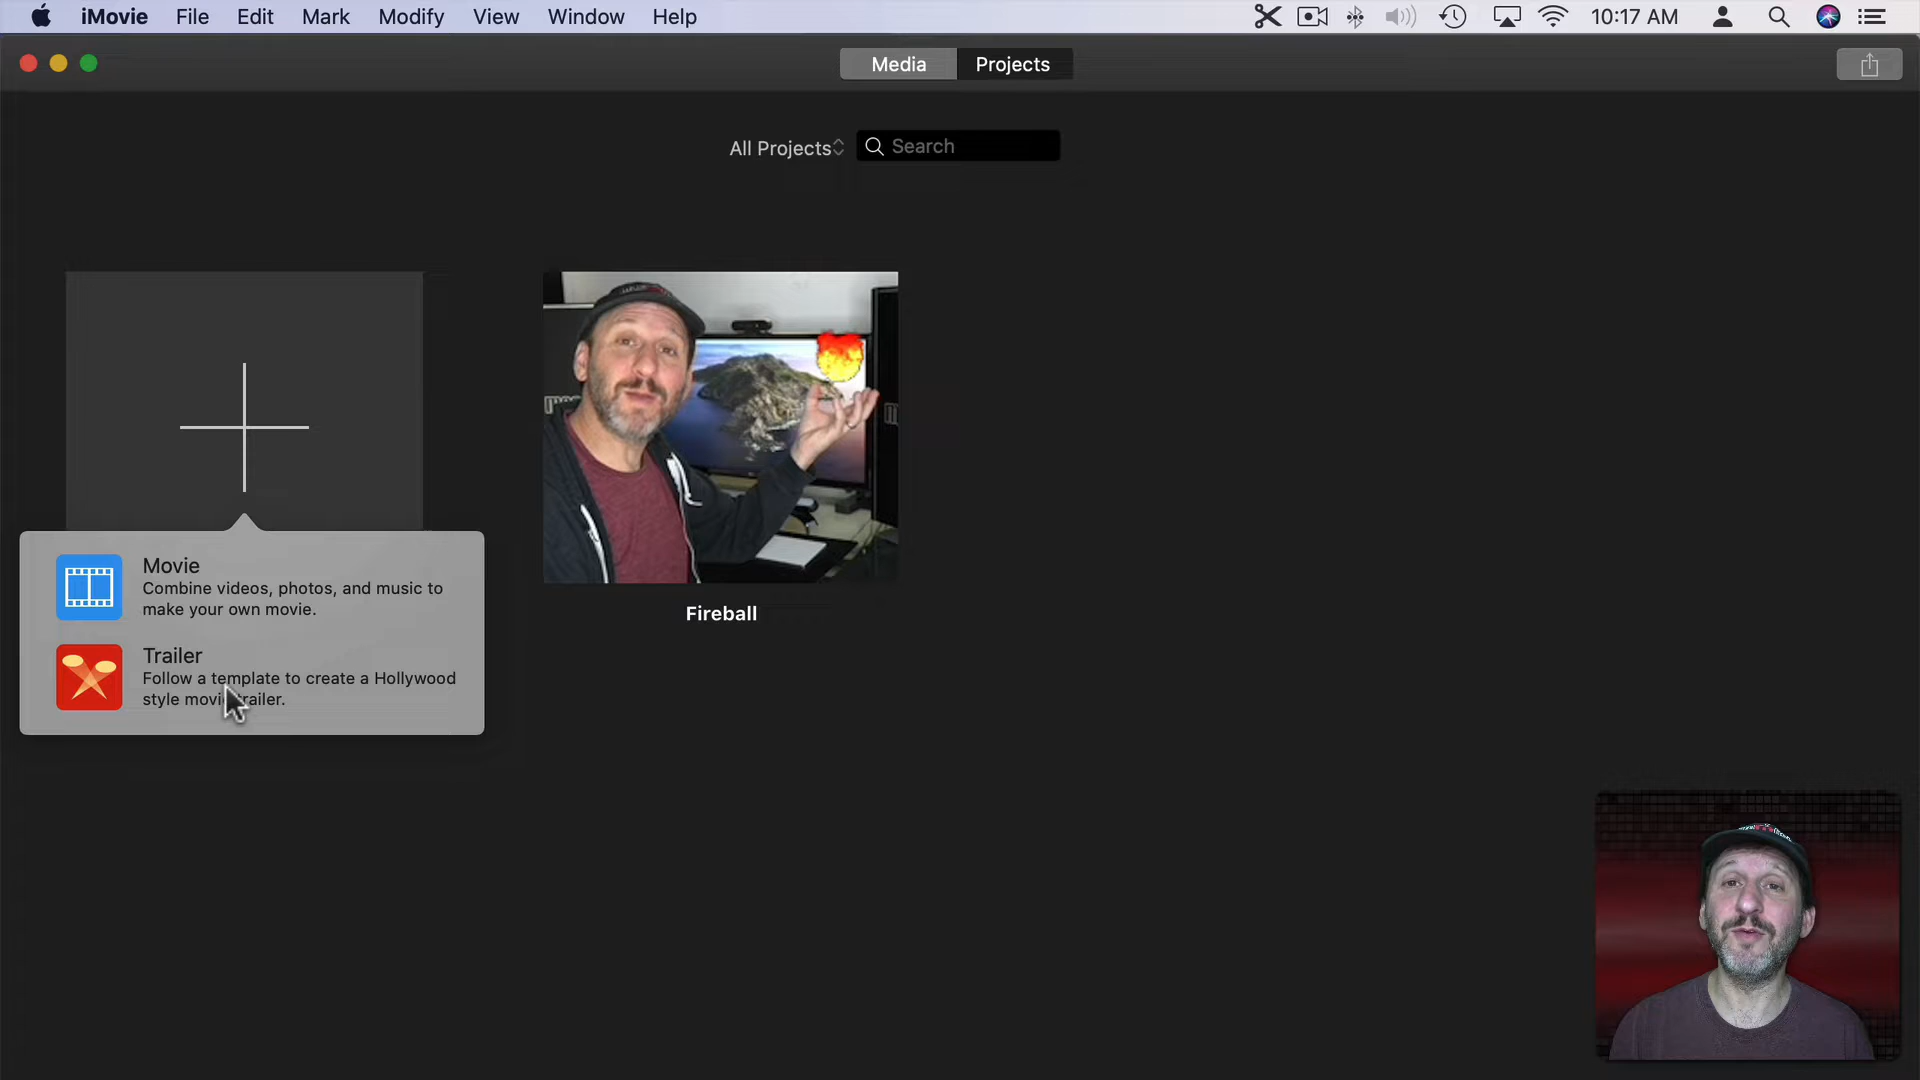 iMovie File Edit Mark Modify View Window Help 10:17 AM
Media Projects
All Projects Search
Movie
Combine videos, photos, and music to
make your own movie.
Trailer
Follow a template to create a Hollywood
style movie trailer.
Fireball